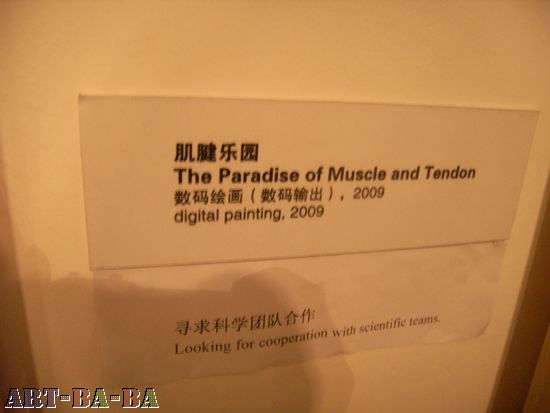 肌腱乐园
The Paradise of Muscle and Tendon
数码绘画（数码输出），2009
digital painting, 2009
寻求科学团队合作
Looking for cooperation with scientific teams.
ART-BA-BA